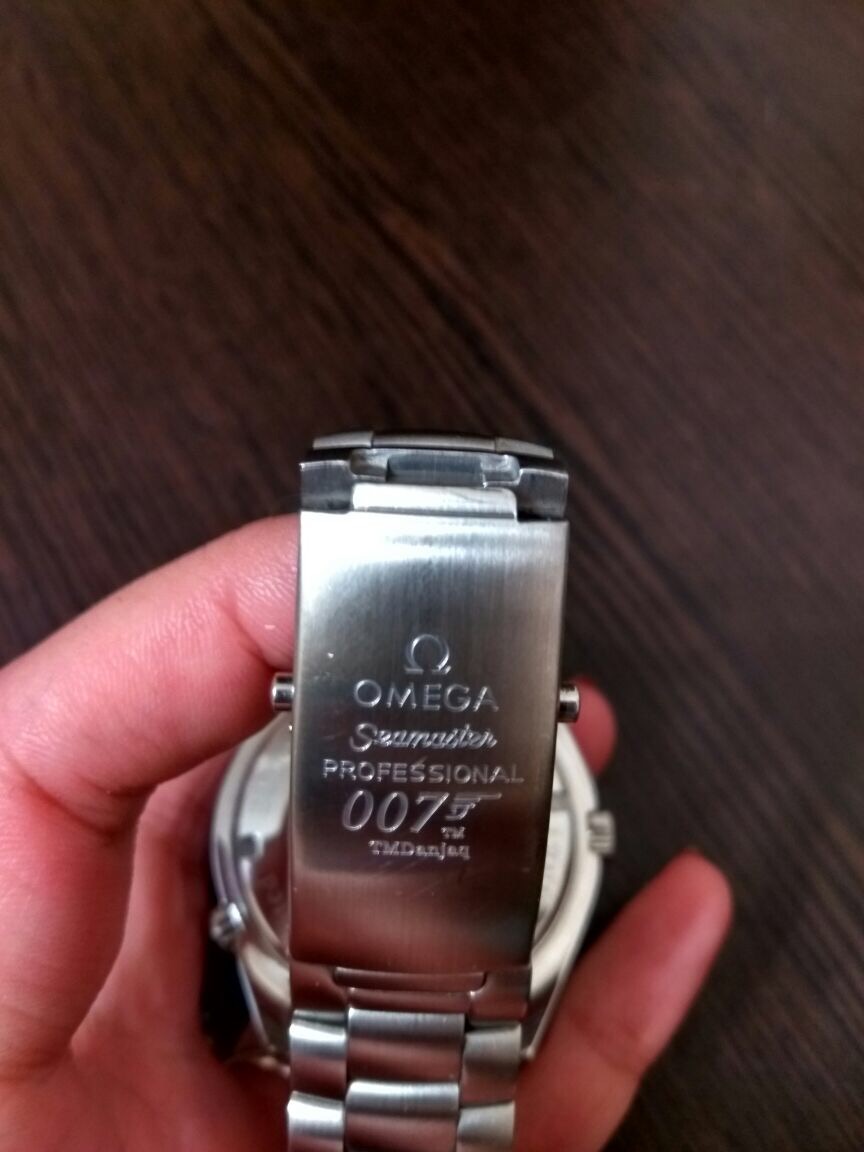 Ω
OMEGA
Seamaster
PROFESSIONAL
007
TM
TMDanjaq